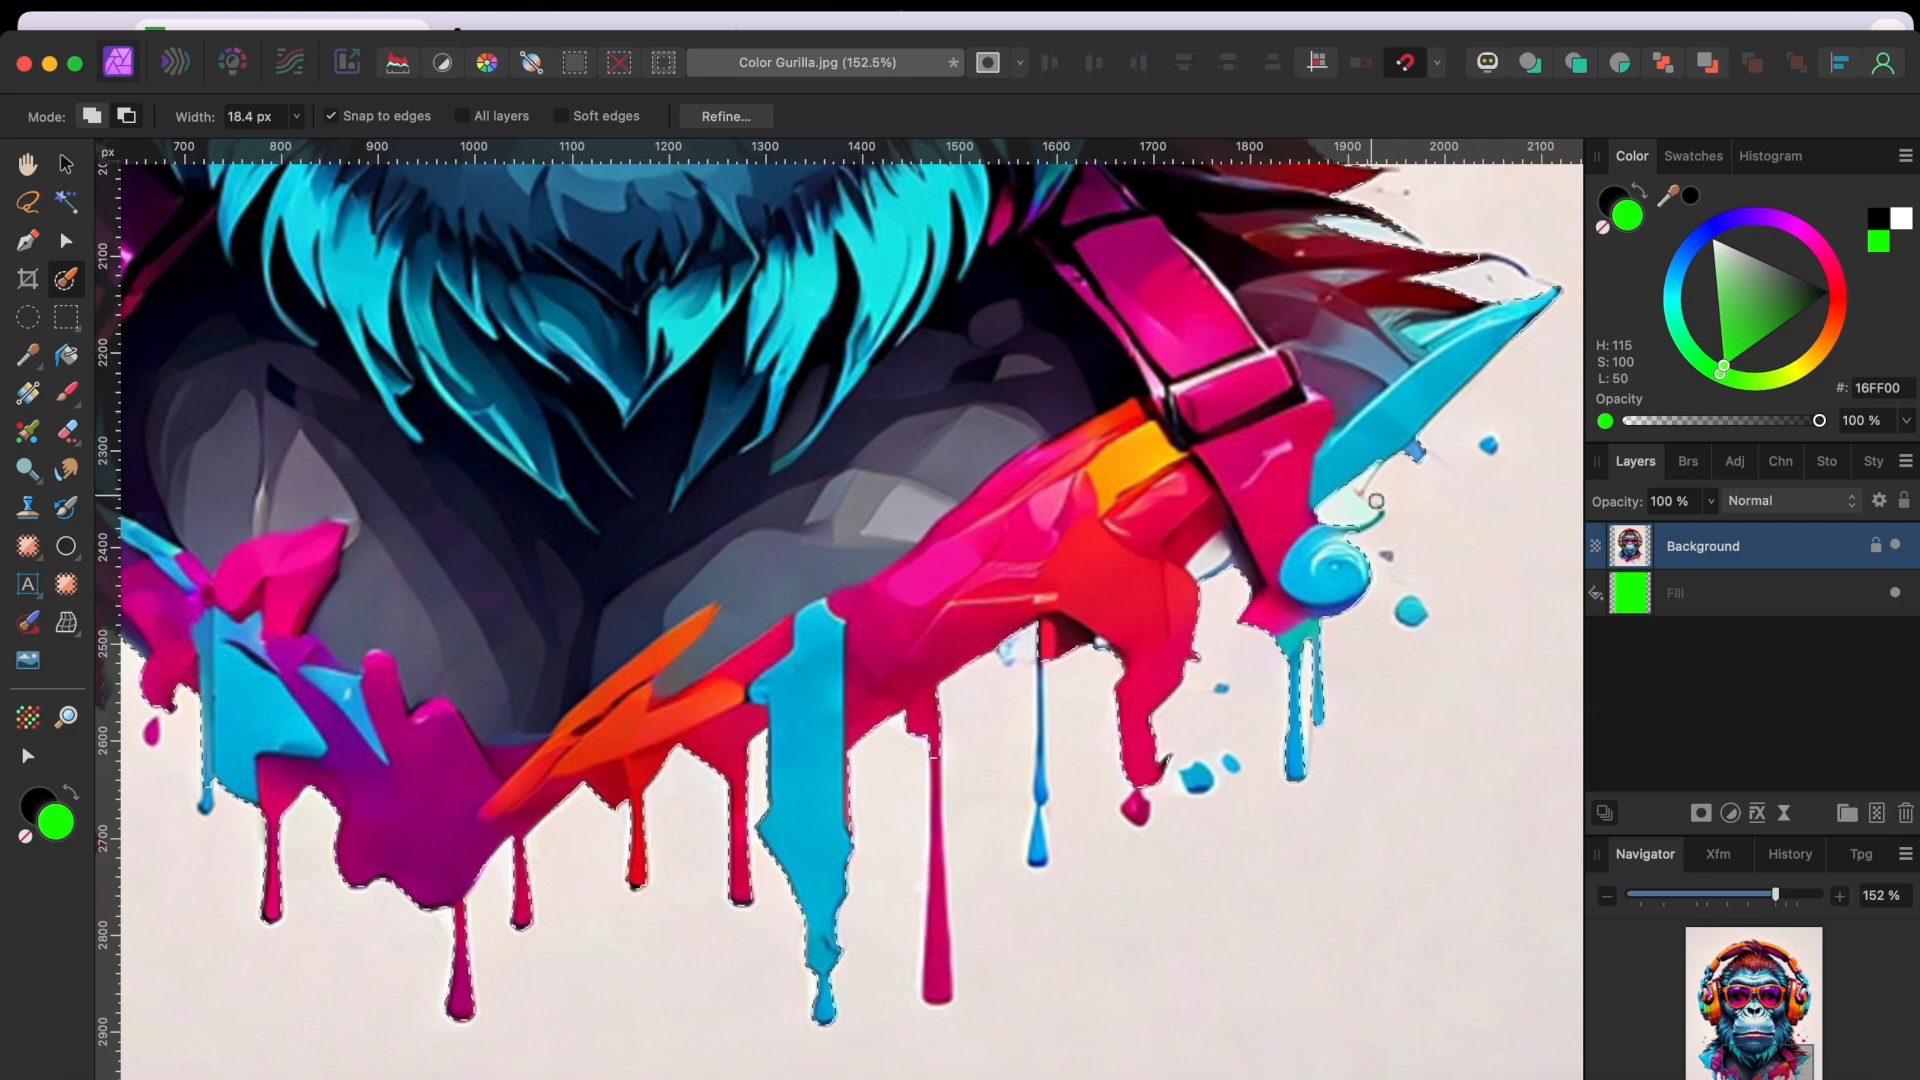 Color Gurilla.jpg (152.5%)
*
Mode:
Width:
18.4 px
Snap to edges
All layers
Soft edges
Refine...
px
700
800
900
1000
1100
1200
1300
1400
1500
1600
1700
1800
1900
2000
2100
2100
2200
2300
2400
2500
2600
2700
2800
2900
Color
Swatches
Histogram
H: 115
S: 100
L: 50
#:
16FF00
Opacity
100 %
Layers
Brs
Adj
Chn
Sto
Sty
Opacity:
100 %
Normal
Background
Fill
FX
Navigator
Xfm
History
Tpg
152 %
A